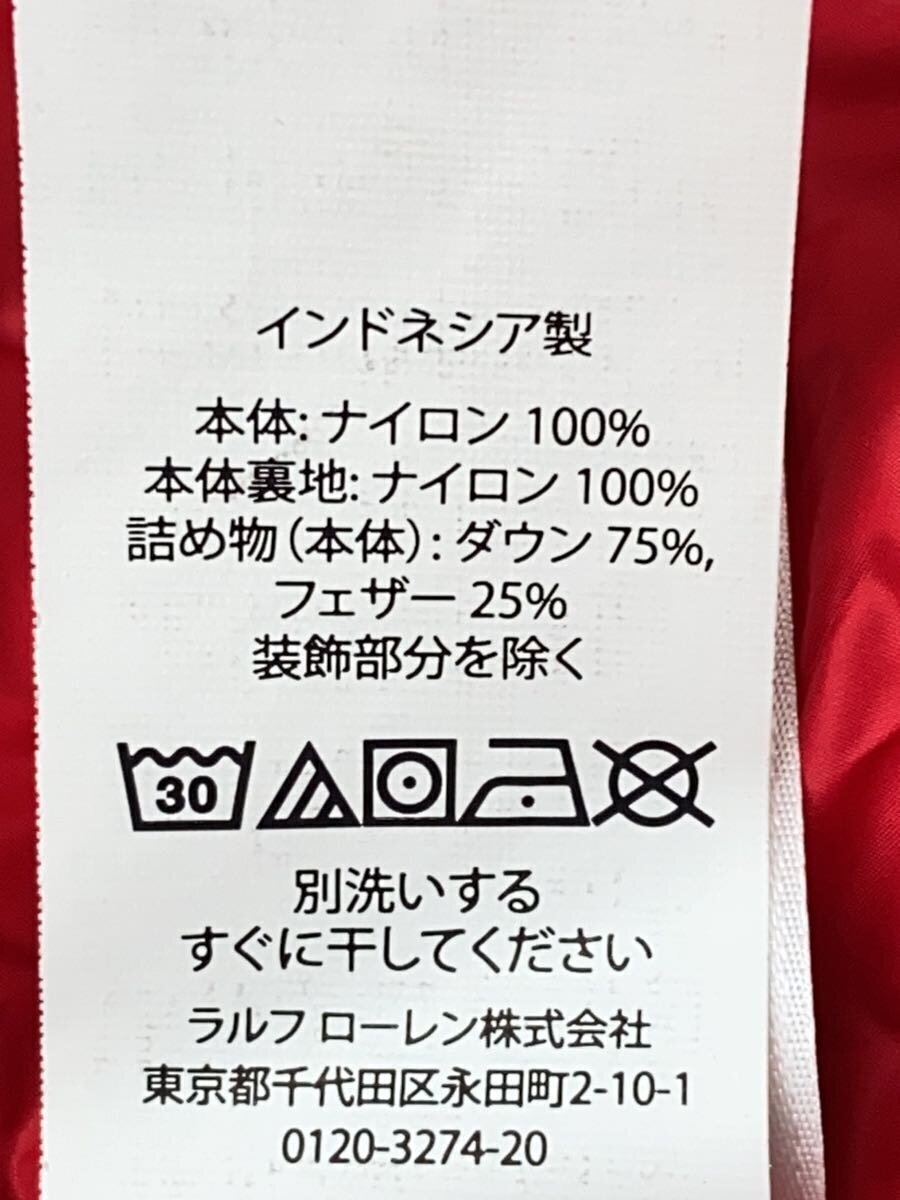 インドネシア製
本体: ナイロン 100%
本体裏地: ナイロン 100%
詰め物（本体）: ダウン 75%,
フェザー 25%
装飾部分を除く
30
別洗いする
すぐに干してください
ラルフ ローレン株式会社
東京都千代田区永田町2-10-1
0120-3274-20